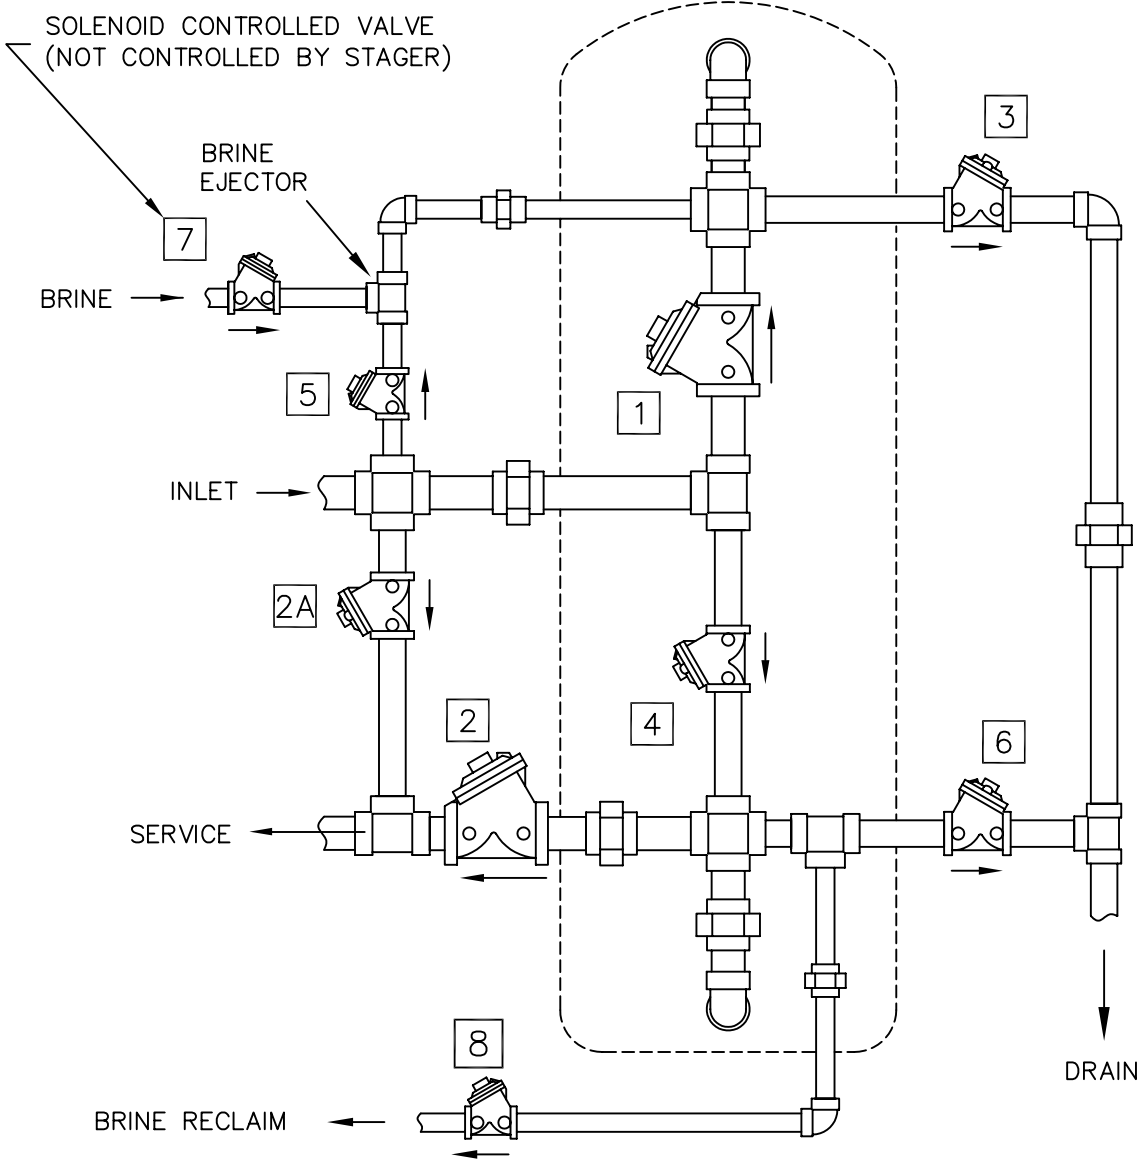 SOLENOID CONTROLLED VALVE
(NOT CONTROLLED BY STAGER)
3
BRINE
EJECTOR
7
BRINE
5
1
INLET
2A
2
4
6
SERVICE
8
DRAIN
BRINE RECLAIM